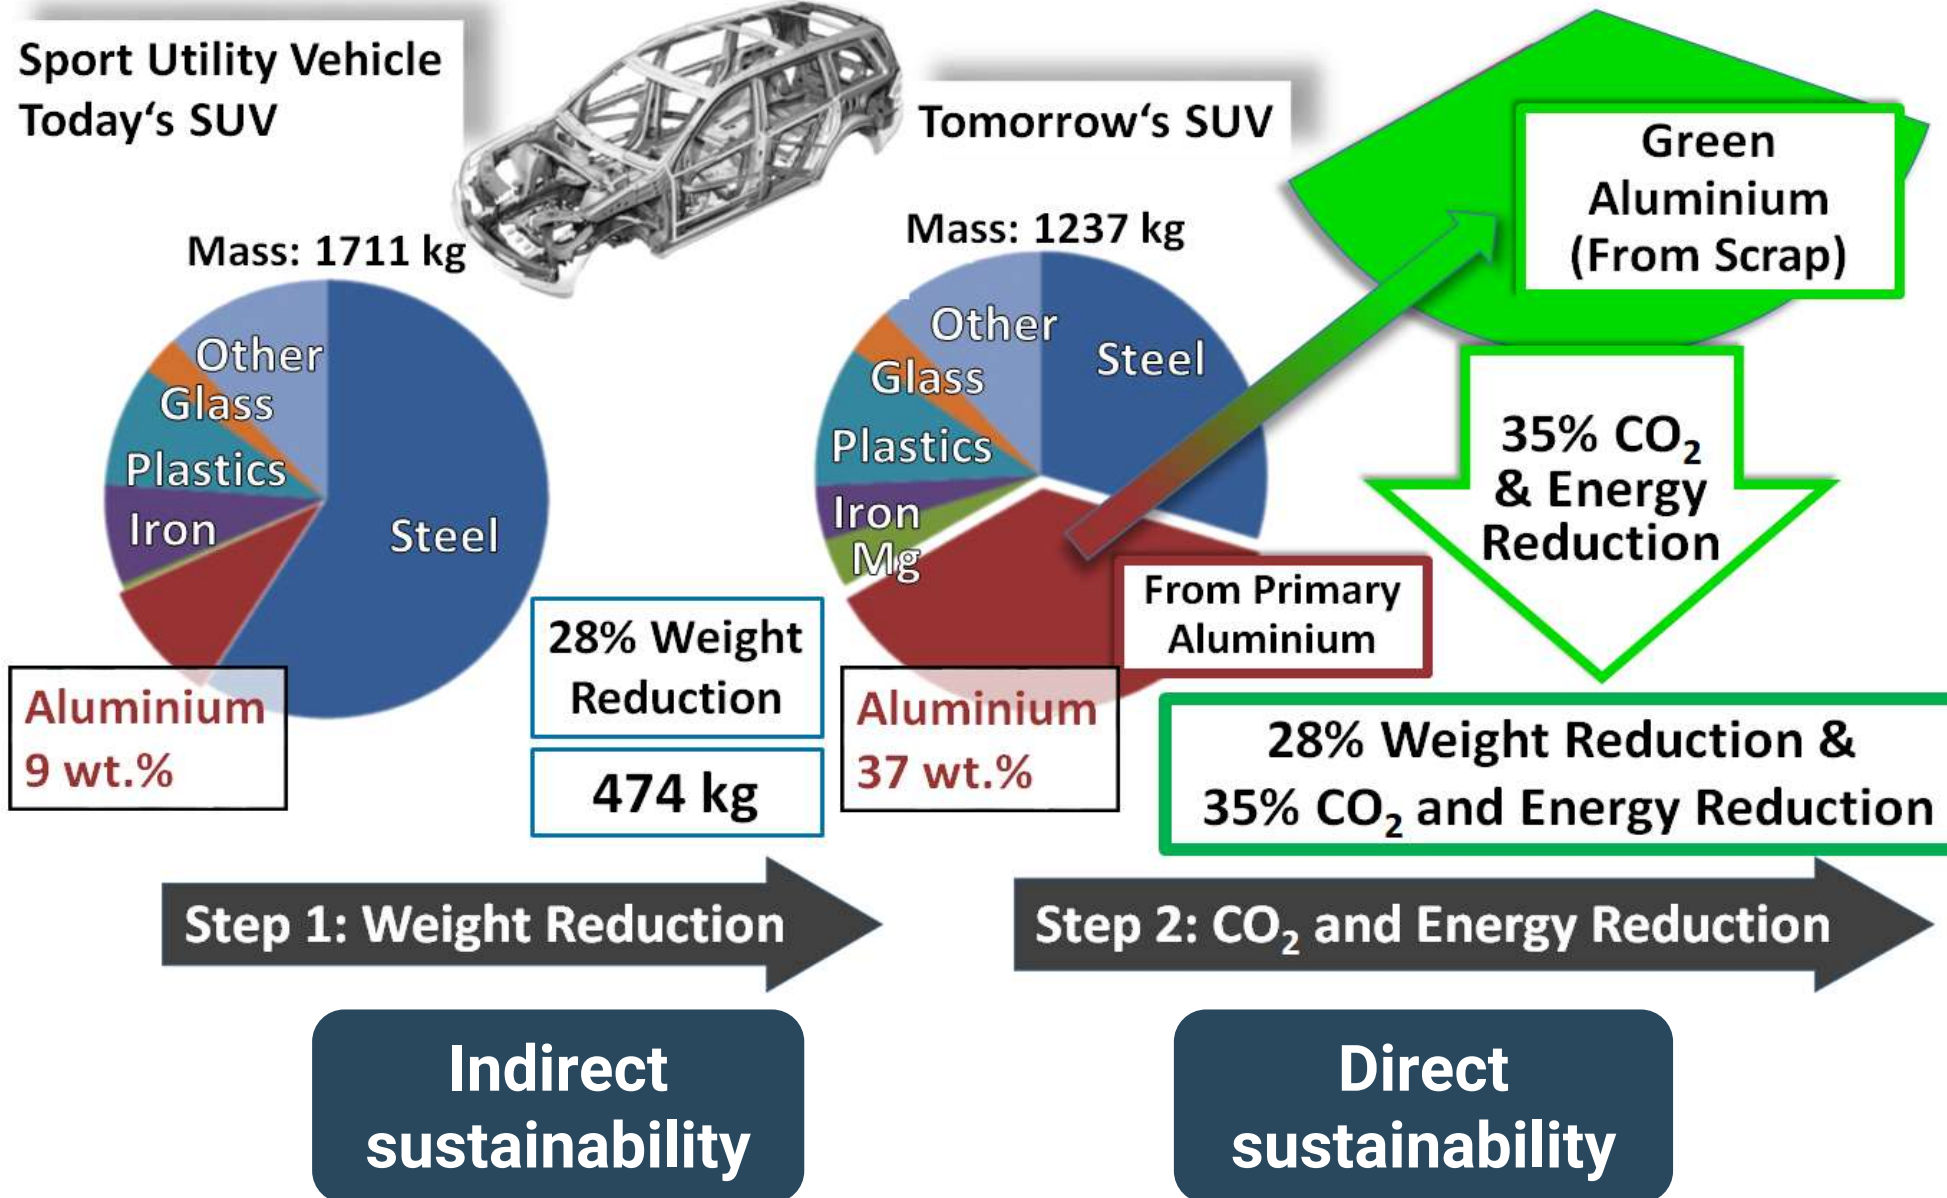 Sport Utility Vehicle
Today‘s SUV
Mass: 1711 kg
Other
Glass
Plastics
Iron
Steel
Aluminium
9 wt.%
28% Weight
Reduction
474 kg
Tomorrow‘s SUV
Mass: 1237 kg
Other
Steel
Glass
Plastics
Iron
Mg
From Primary
Aluminium
Aluminium
37 wt.%
Green
Aluminium
(From Scrap)
35% CO₂
& Energy
Reduction
28% Weight Reduction &
35% CO₂ and Energy Reduction
Step 1: Weight Reduction
Step 2: CO₂ and Energy Reduction
Indirect
sustainability
Direct
sustainability